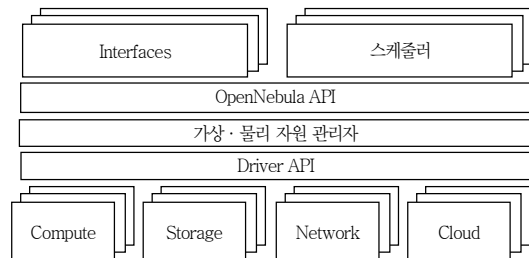 Interfaces 스케줄러
OpenNebula API
가상·물리 자원 관리자
Driver API
Compute Storage Network Cloud